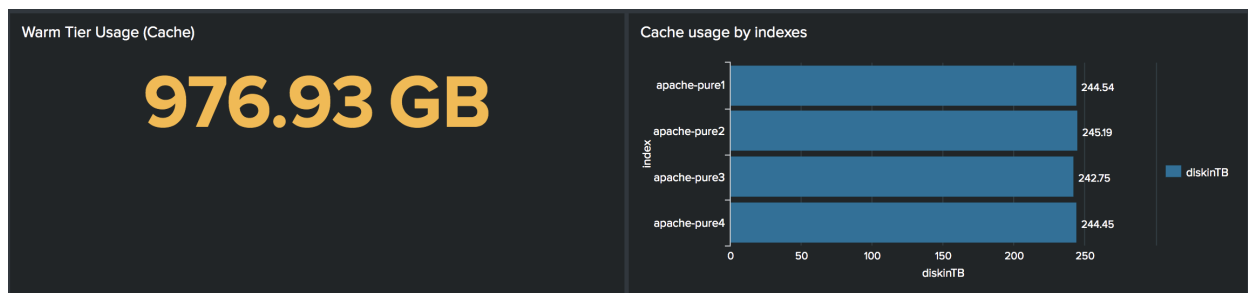 Warm Tier Usage (Cache)
976.93 GB
Cache usage by indexes
index
apache-pure1
244.54
apache-pure2
245.19
apache-pure3
242.75
apache-pure4
244.45
0 50 100 150 200 250
diskinTB
diskinTB